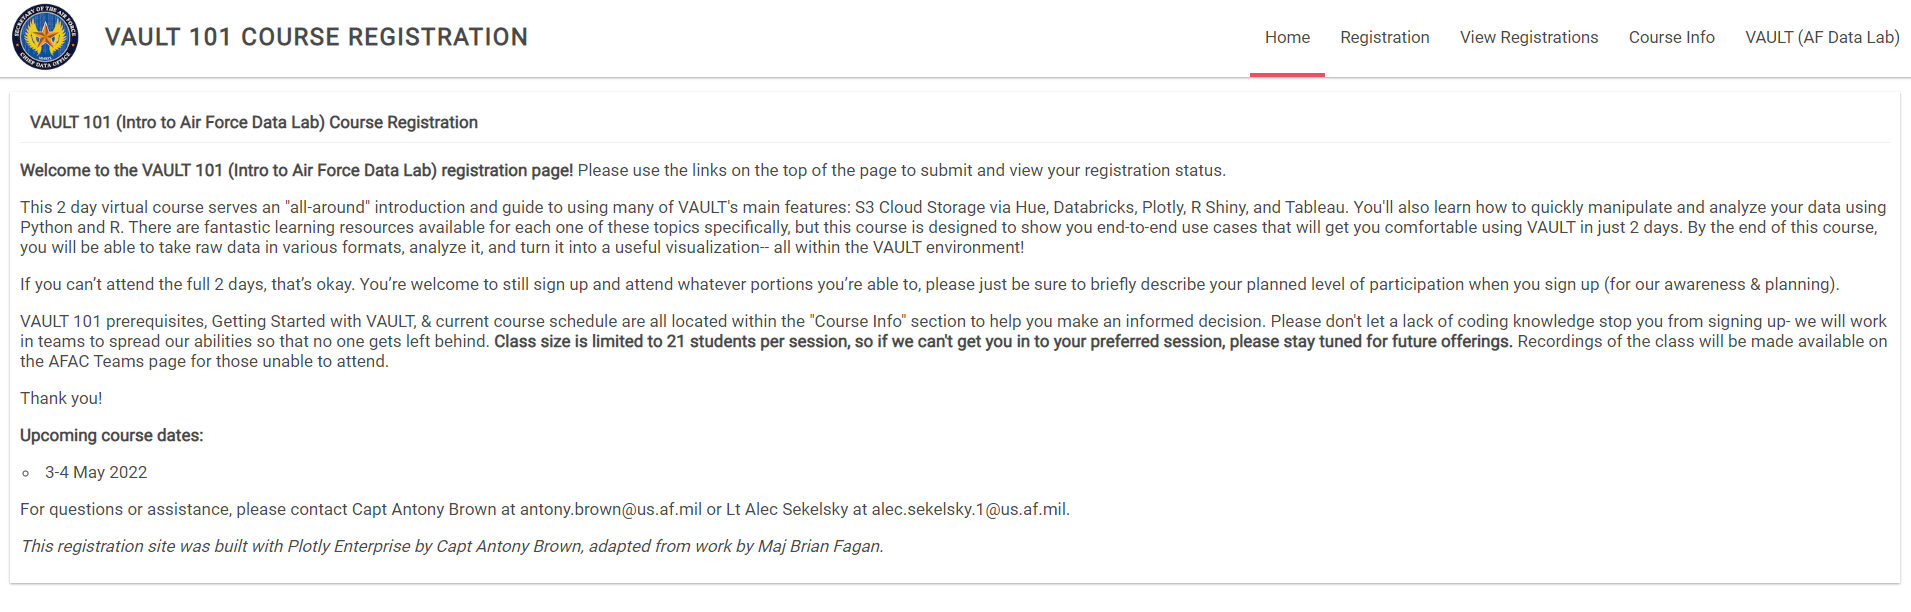 SECRETARY OF THE AIR FORCE
CHIEF DATA OFFICE
VAULT 101 COURSE REGISTRATION
Home
Registration
View Registrations
Course Info
VAULT (AF Data Lab)
VAULT 101 (Intro to Air Force Data Lab) Course Registration
Welcome to the VAULT 101 (Intro to Air Force Data Lab) registration page! Please use the links on the top of the page to submit and view your registration status.
This 2 day virtual course serves an "all-around" introduction and guide to using many of VAULT's main features: S3 Cloud Storage via Hue, Databricks, Plotly, R Shiny, and Tableau. You'll also learn how to quickly manipulate and analyze your data using
Python and R. There are fantastic learning resources available for each one of these topics specifically, but this course is designed to show you end-to-end use cases that will get you comfortable using VAULT in just 2 days. By the end of this course,
you will be able to take raw data in various formats, analyze it, and turn it into a useful visualization-- all within the VAULT environment!
If you can’t attend the full 2 days, that’s okay. You’re welcome to still sign up and attend whatever portions you’re able to, please just be sure to briefly describe your planned level of participation when you sign up (for our awareness & planning).
VAULT 101 prerequisites, Getting Started with VAULT, & current course schedule are all located within the "Course Info" section to help you make an informed decision. Please don't let a lack of coding knowledge stop you from signing up- we will work
in teams to spread our abilities so that no one gets left behind. Class size is limited to 21 students per session, so if we can't get you in to your preferred session, please stay tuned for future offerings. Recordings of the class will be made available on
the AFAC Teams page for those unable to attend.
Thank you!
Upcoming course dates:
3-4 May 2022
For questions or assistance, please contact Capt Antony Brown at antony.brown@us.af.mil or Lt Alec Sekelsky at alec.sekelsky.1@us.af.mil.
This registration site was built with Plotly Enterprise by Capt Antony Brown, adapted from work by Maj Brian Fagan.